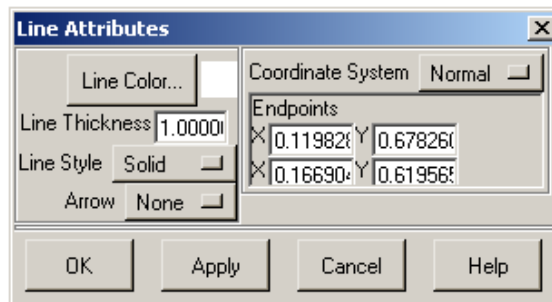 Line Attributes
Line Color...
Line Thickness 1.0000
Line Style Solid
Arrow None
Coordinate System Normal
Endpoints
X 0.119828 Y 0.678260
X 0.166904 Y 0.619565
OK Apply Cancel Help